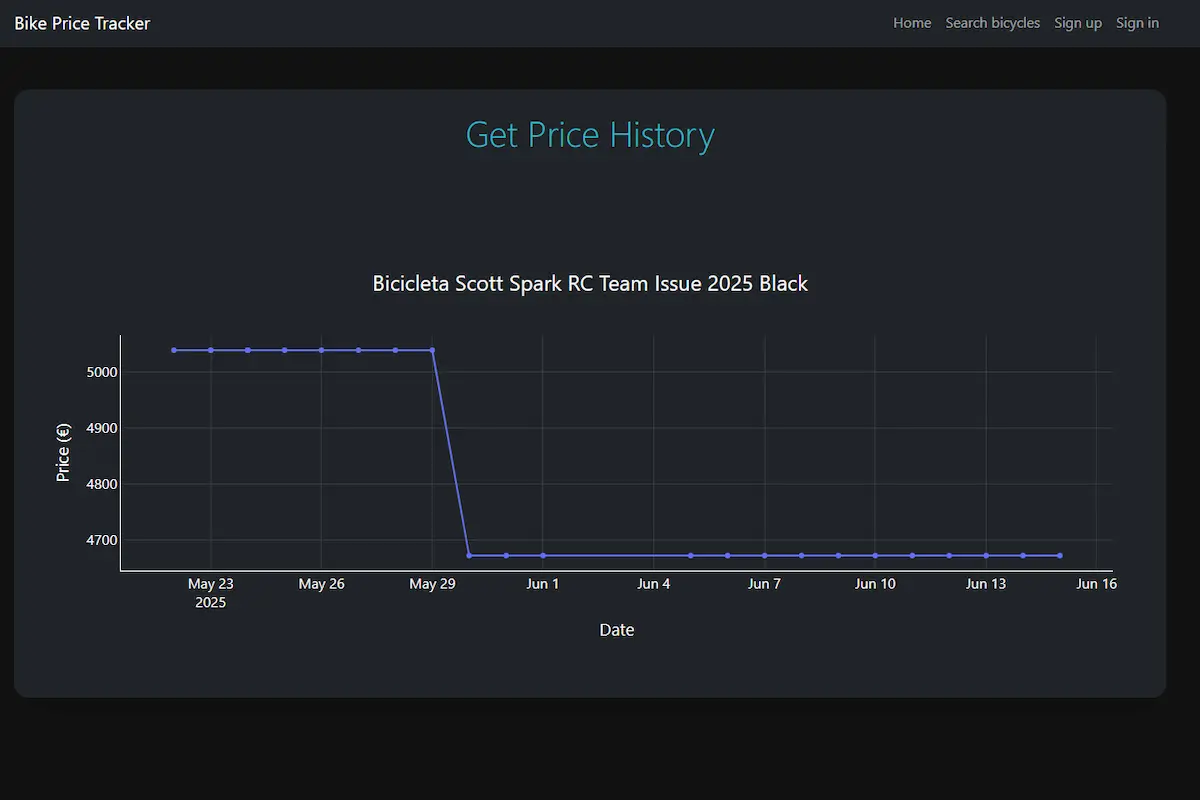 Bike Price Tracker
Home Search bicycles Sign up Sign in
Get Price History
Bicicleta Scott Spark RC Team Issue 2025 Black
5000
4900
4800
4700
Price (€)
May 23 May 26 May 29 Jun 1 Jun 4 Jun 7 Jun 10 Jun 13 Jun 16
2025
Date